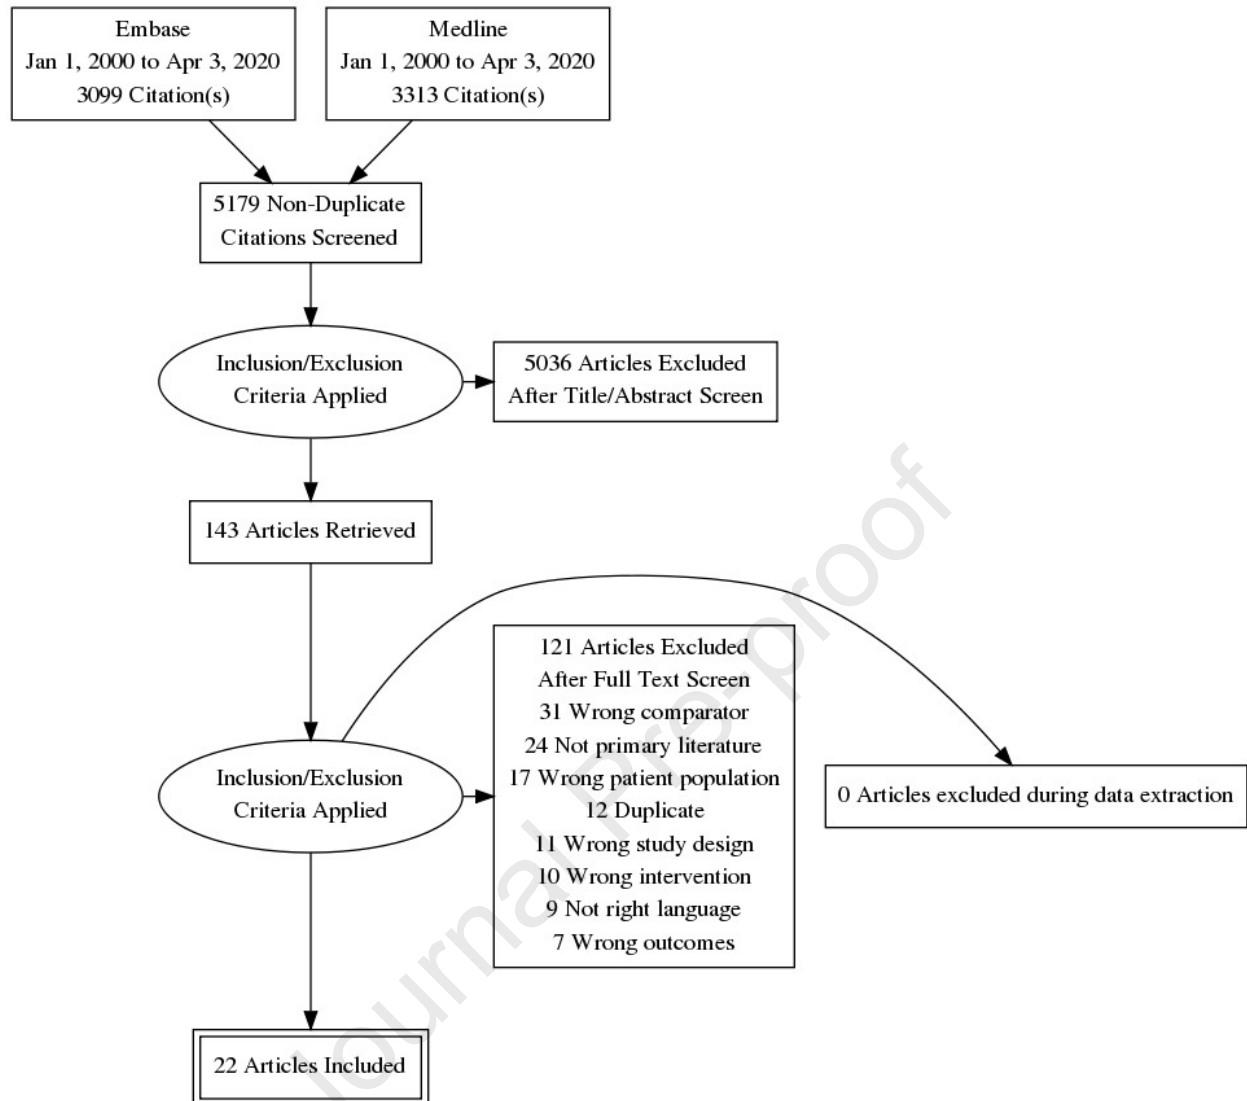 Embase
Jan 1, 2000 to Apr 3, 2020
3099 Citation(s)
Medline
Jan 1, 2000 to Apr 3, 2020
3313 Citation(s)
5179 Non-Duplicate
Citations Screened
Inclusion/Exclusion
Criteria Applied
5036 Articles Excluded
After Title/Abstract Screen
143 Articles Retrieved
121 Articles Excluded
After Full Text Screen
31 Wrong comparator
24 Not primary literature
17 Wrong patient population
12 Duplicate
11 Wrong study design
10 Wrong intervention
9 Not right language
7 Wrong outcomes
Inclusion/Exclusion
Criteria Applied
0 Articles excluded during data extraction
22 Articles Included
Journal Pre-proof